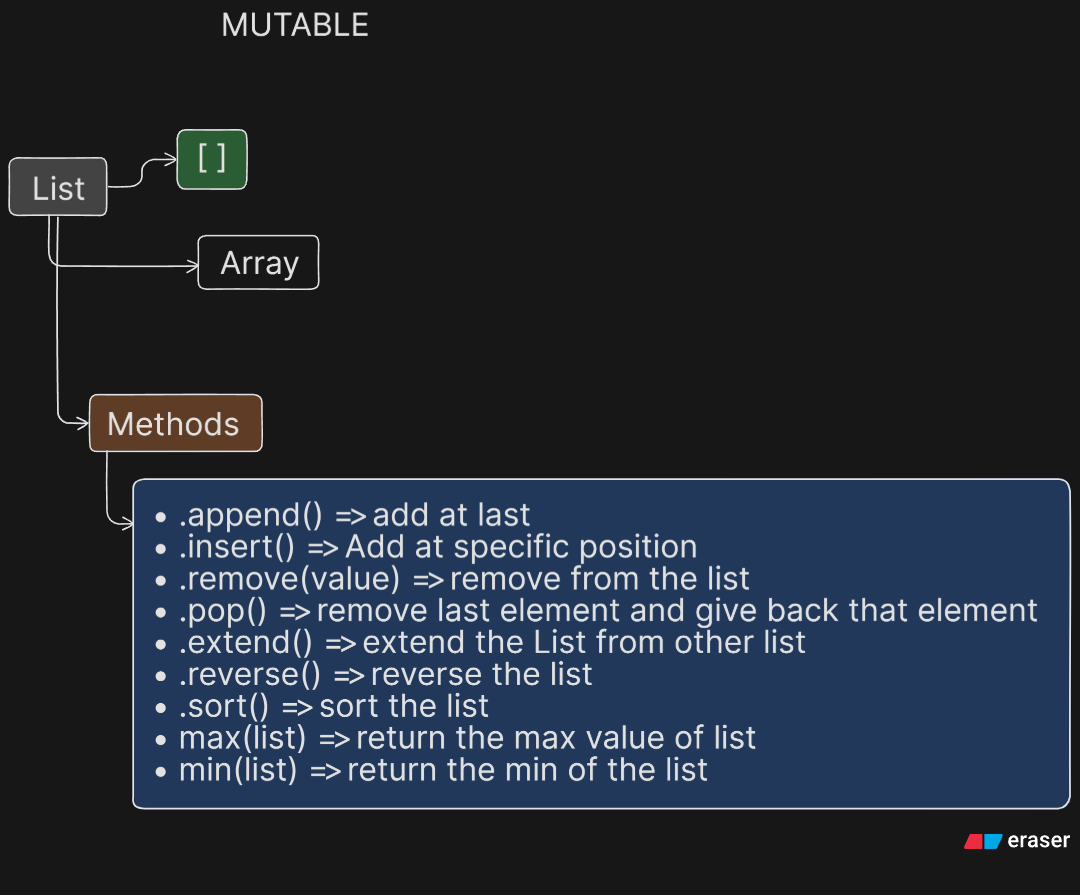 MUTABLE
[ ]
List
Array
Methods
• .append() => add at last
• .insert() => Add at specific position
• .remove(value) => remove from the list
• .pop() => remove last element and give back that element
• .extend() => extend the List from other list
• .reverse() => reverse the list
• .sort() => sort the list
• max(list) => return the max value of list
• min(list) => return the min of the list
eraser